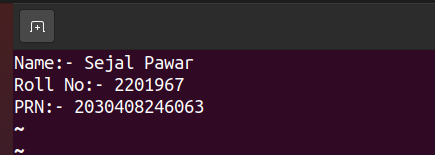 Name:- Sejal Pawar
Roll No:- 2201967
PRN:- 2030408246063
~
~